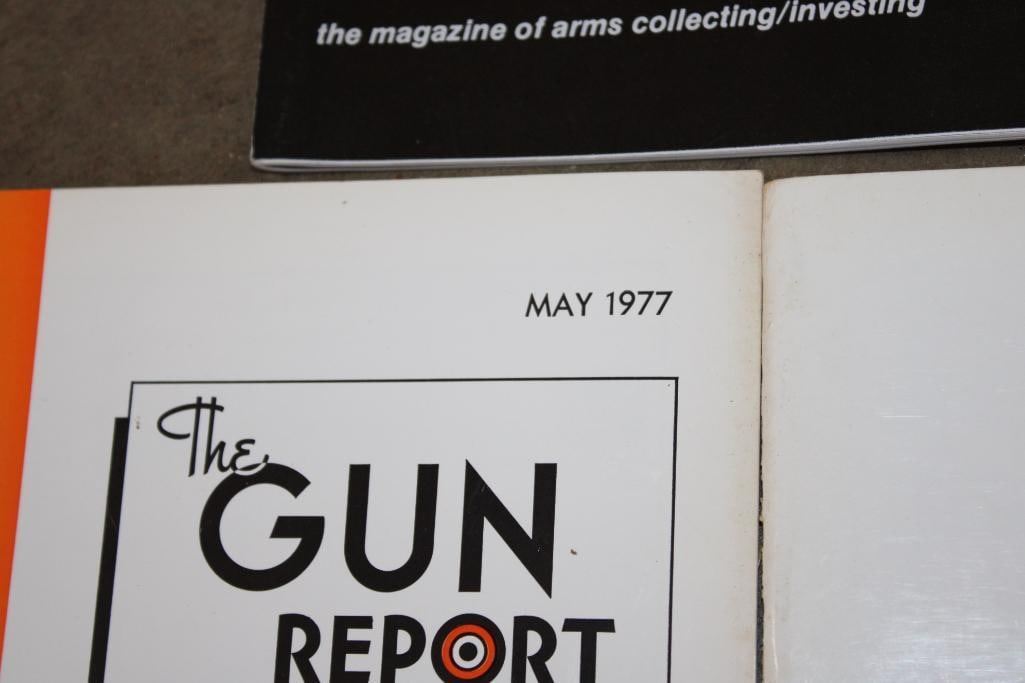 the magazine of arms collecting/investing
MAY 1977
The
GUN
REPORT